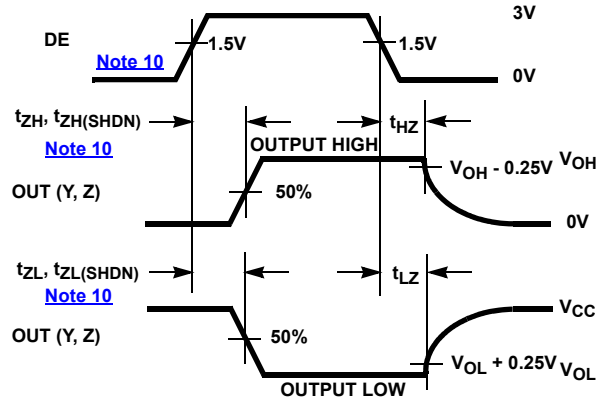 3V
DE
1.5V
1.5V
Note 10
0V
tZH, tZH(SHDN)
tHZ
Note 10
OUTPUT HIGH
VOH - 0.25V
VOH
OUT (Y, Z)
50%
0V
tZL, tZL(SHDN)
tLZ
Note 10
VCC
OUT (Y, Z)
50%
VOL + 0.25V
VOL
OUTPUT LOW